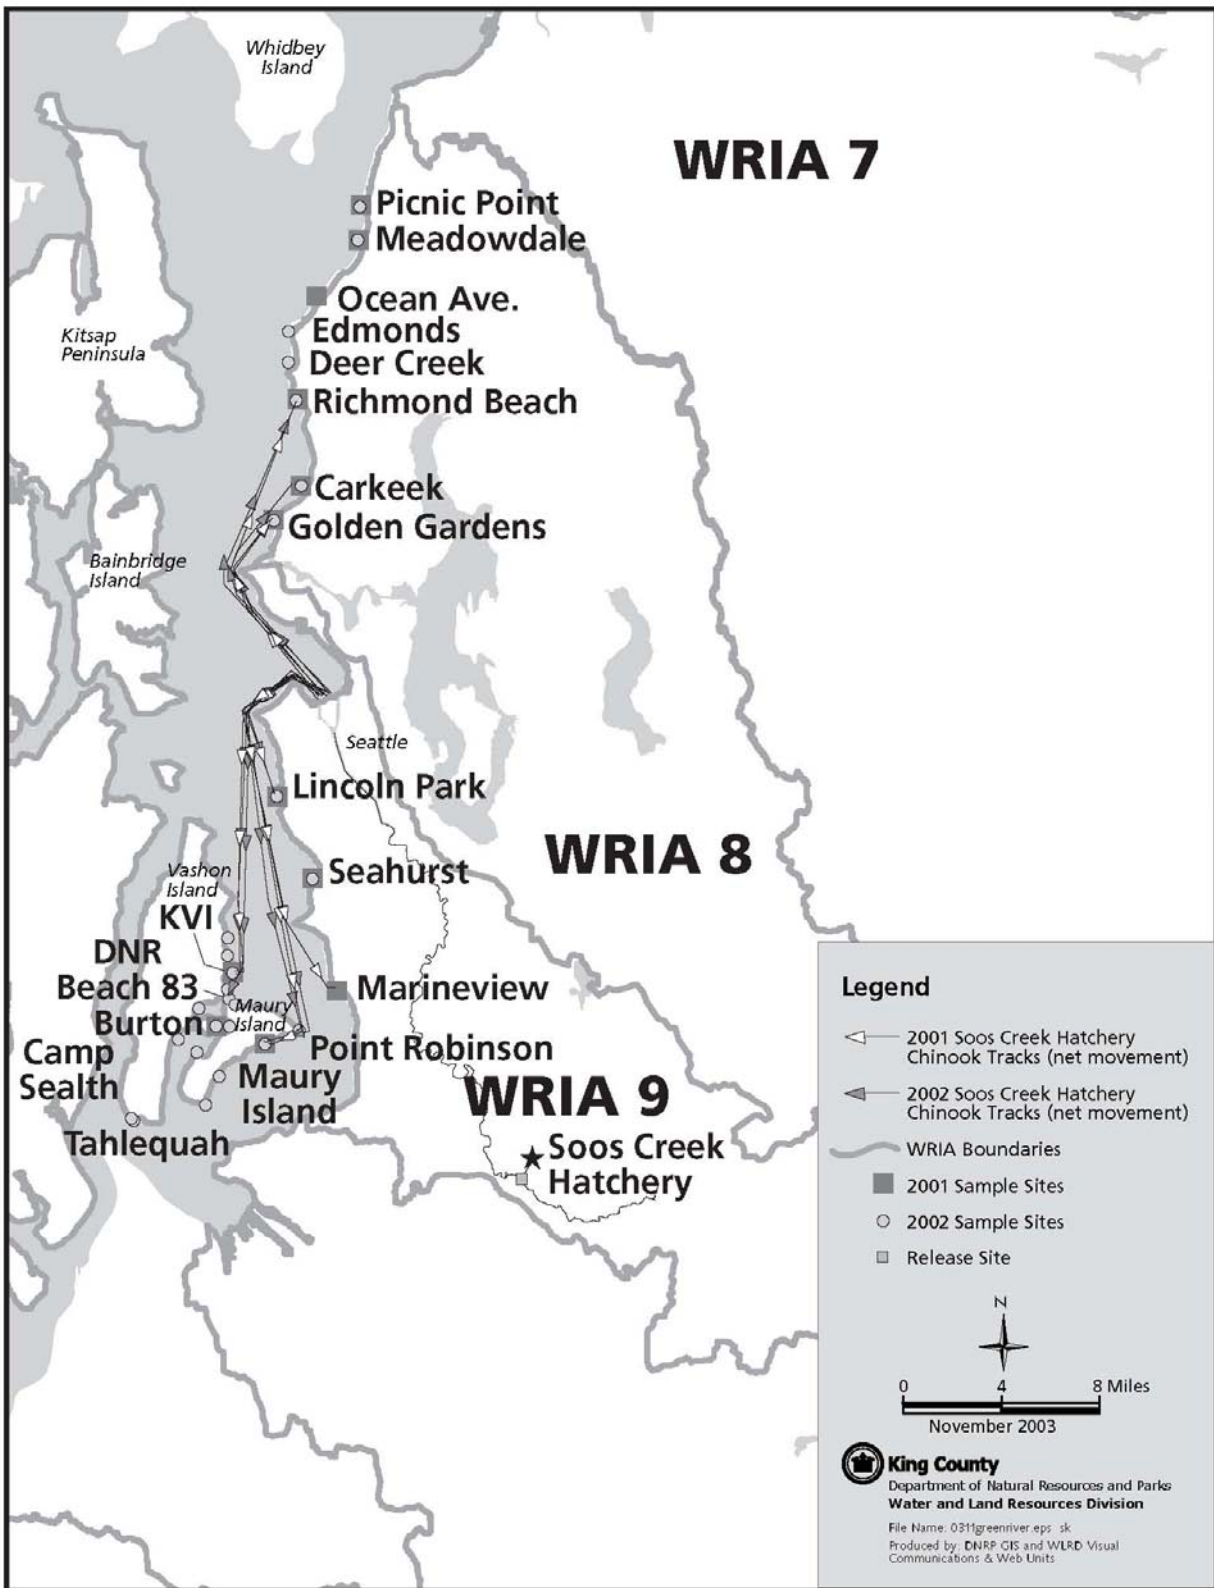 Whidbey
Island
WRIA 7
Picnic Point
Meadowdale
Ocean Ave.
Edmonds
Kitsap
Peninsula
Deer Creek
Richmond Beach
Carkeek
Golden Gardens
Bainbridge
Island
Seattle
Lincoln Park
WRIA 8
Vashon
Island
Seahurst
KVI
DNR
Beach 83
Marineview
Maury
Island
Burton
Point Robinson
Camp
Sealth
Maury
Island
WRIA 9
Tahlequah
Soos Creek
Hatchery
Legend
2001 Soos Creek Hatchery
Chinook Tracks (net movement)
2002 Soos Creek Hatchery
Chinook Tracks (net movement)
WRIA Boundaries
2001 Sample Sites
2002 Sample Sites
Release Site
N
0 4 8 Miles
November 2003
King County
Department of Natural Resources and Parks
Water and Land Resources Division
File Name: 0311greenriver.eps sk
Produced by: DNRP GIS and WLRD Visual
Communications & Web Units